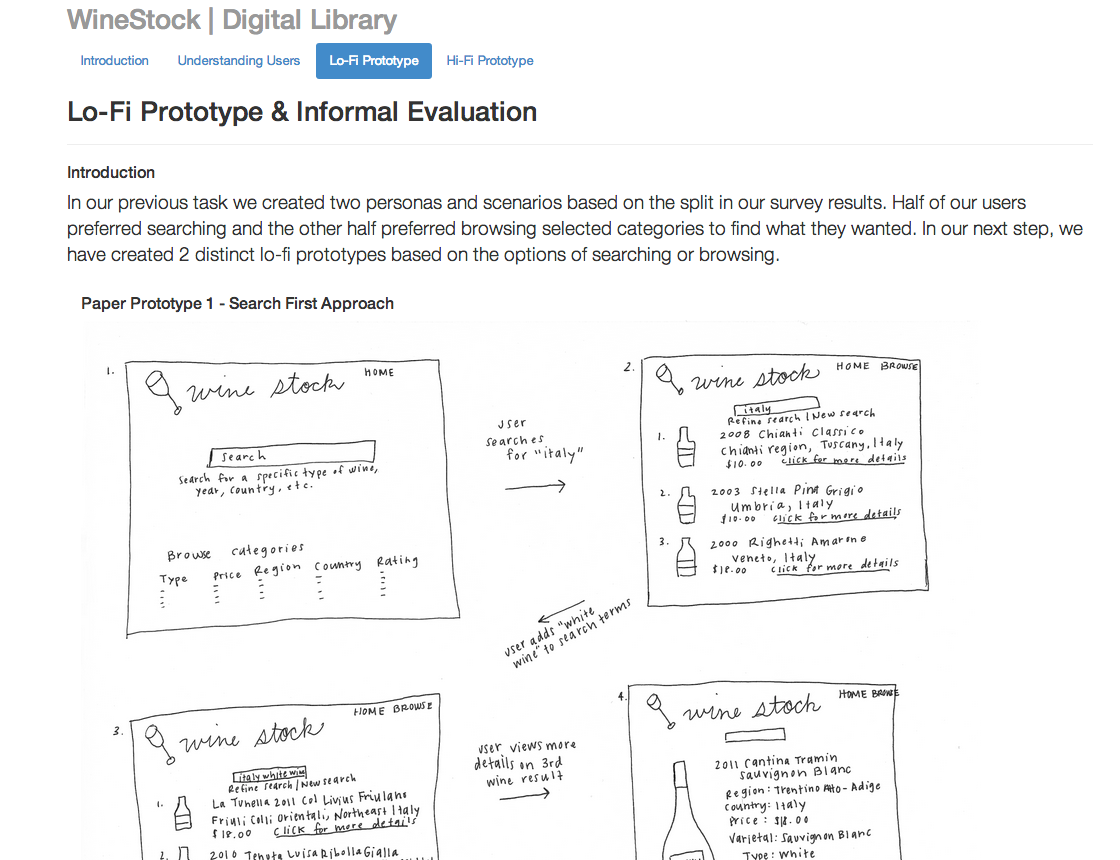 WineStock | Digital Library
Introduction Understanding Users Lo-Fi Prototype Hi-Fi Prototype
Lo-Fi Prototype & Informal Evaluation
Introduction
In our previous task we created two personas and scenarios based on the split in our survey results. Half of our users
preferred searching and the other half preferred browsing selected categories to find what they wanted. In our next step, we
have created 2 distinct lo-fi prototypes based on the options of searching or browsing.
Paper Prototype 1 - Search First Approach
1.
wine stock
HOME
search
Search for a specific type of wine,
year, country, etc.
Browse categories
Type Price Region Country Rating
user
searches
for "italy"
2.
wine stock
HOME BROWSE
italy
Refine search | New search
1. 2008 Chianti Classico
Chianti region, Tuscany, Italy
$10.00 click for more details
2. 2003 Stella Pinot Grigio
Umbria, Italy
$10.00 click for more details
3. 2000 Righetti Amarone
Veneto, Italy
$18.00 click for more details
user adds "white
wine" to search terms
3.
wine stock
HOME BROWSE
italy white wine
Refine search | New search
1. La Tunella 2011 Col Livius Friulano
Friuli Colli Orientali, Northeast Italy
$18.00 click for more details
2. 2010 Tenuta Luisa Ribolla Gialla
user views more
details on 3rd
wine result
4.
wine stock
HOME BROWSE
2011 Cantina Tramin
Sauvignon Blanc
Region: Trentino Alto-Adige
Country: Italy
Price: $18.00
Varietal: Sauvignon Blanc
Type: White